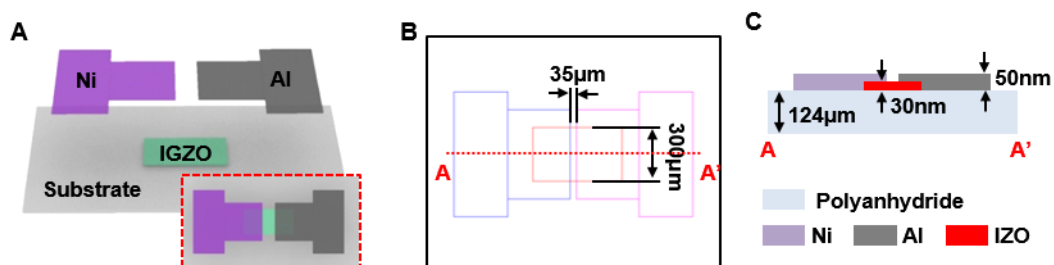 A
Ni
Al
IGZO
Substrate
B
35μm
300μm
A
A'
C
50nm
30nm
124μm
A
A'
Polyanhydride
Ni
Al
IZO